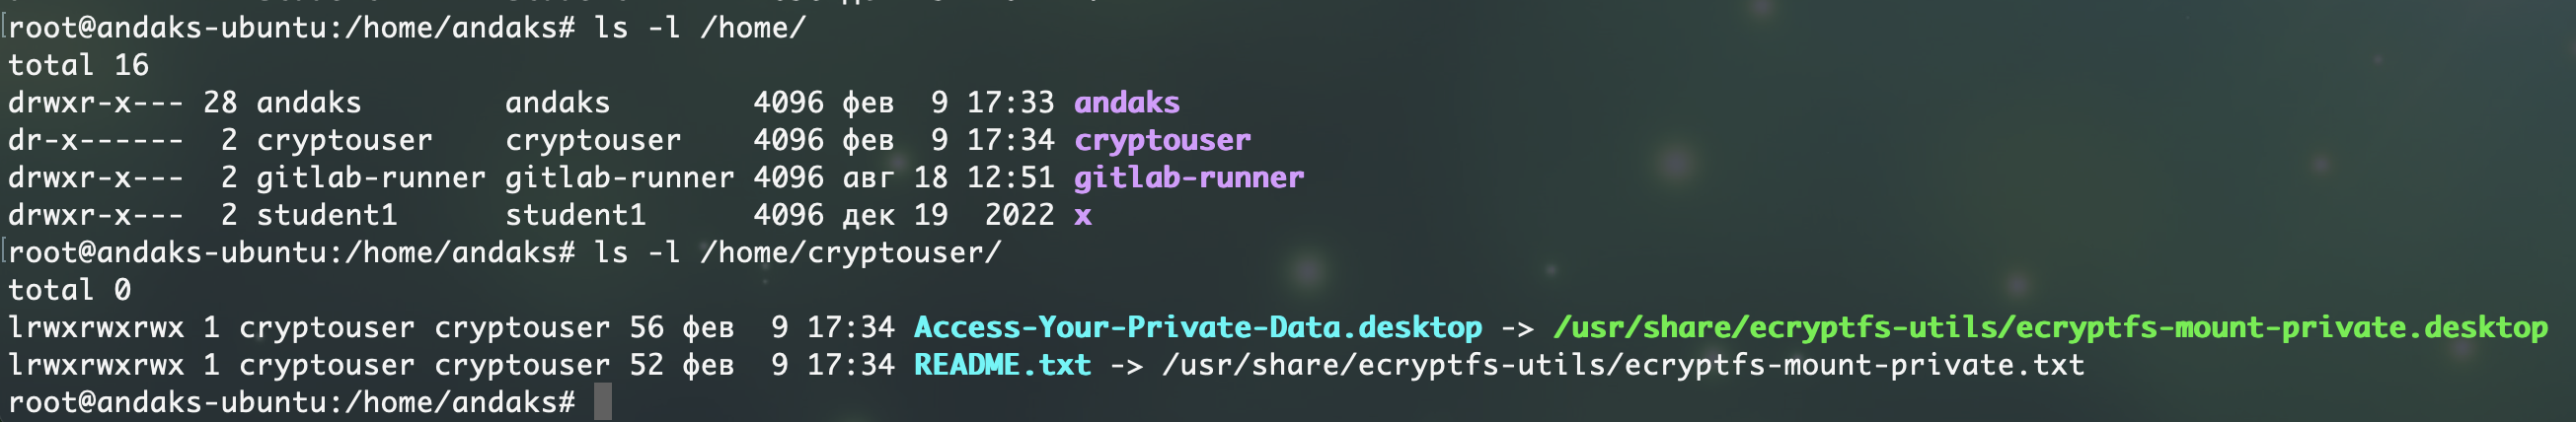 root@andaks-ubuntu:/home/andaks# ls -l /home/
total 16
drwxr-x--- 28 andaks        andaks        4096 фев  9 17:33 andaks
dr-x------  2 cryptouser    cryptouser    4096 фев  9 17:34 cryptouser
drwxr-x---  2 gitlab-runner gitlab-runner 4096 авг 18 12:51 gitlab-runner
drwxr-x---  2 student1      student1      4096 дек 19  2022 x
root@andaks-ubuntu:/home/andaks# ls -l /home/cryptouser/
total 0
lrwxrwxrwx 1 cryptouser cryptouser 56 фев  9 17:34 Access-Your-Private-Data.desktop -> /usr/share/ecryptfs-utils/ecryptfs-mount-private.desktop
lrwxrwxrwx 1 cryptouser cryptouser 52 фев  9 17:34 README.txt -> /usr/share/ecryptfs-utils/ecryptfs-mount-private.txt
root@andaks-ubuntu:/home/andaks#